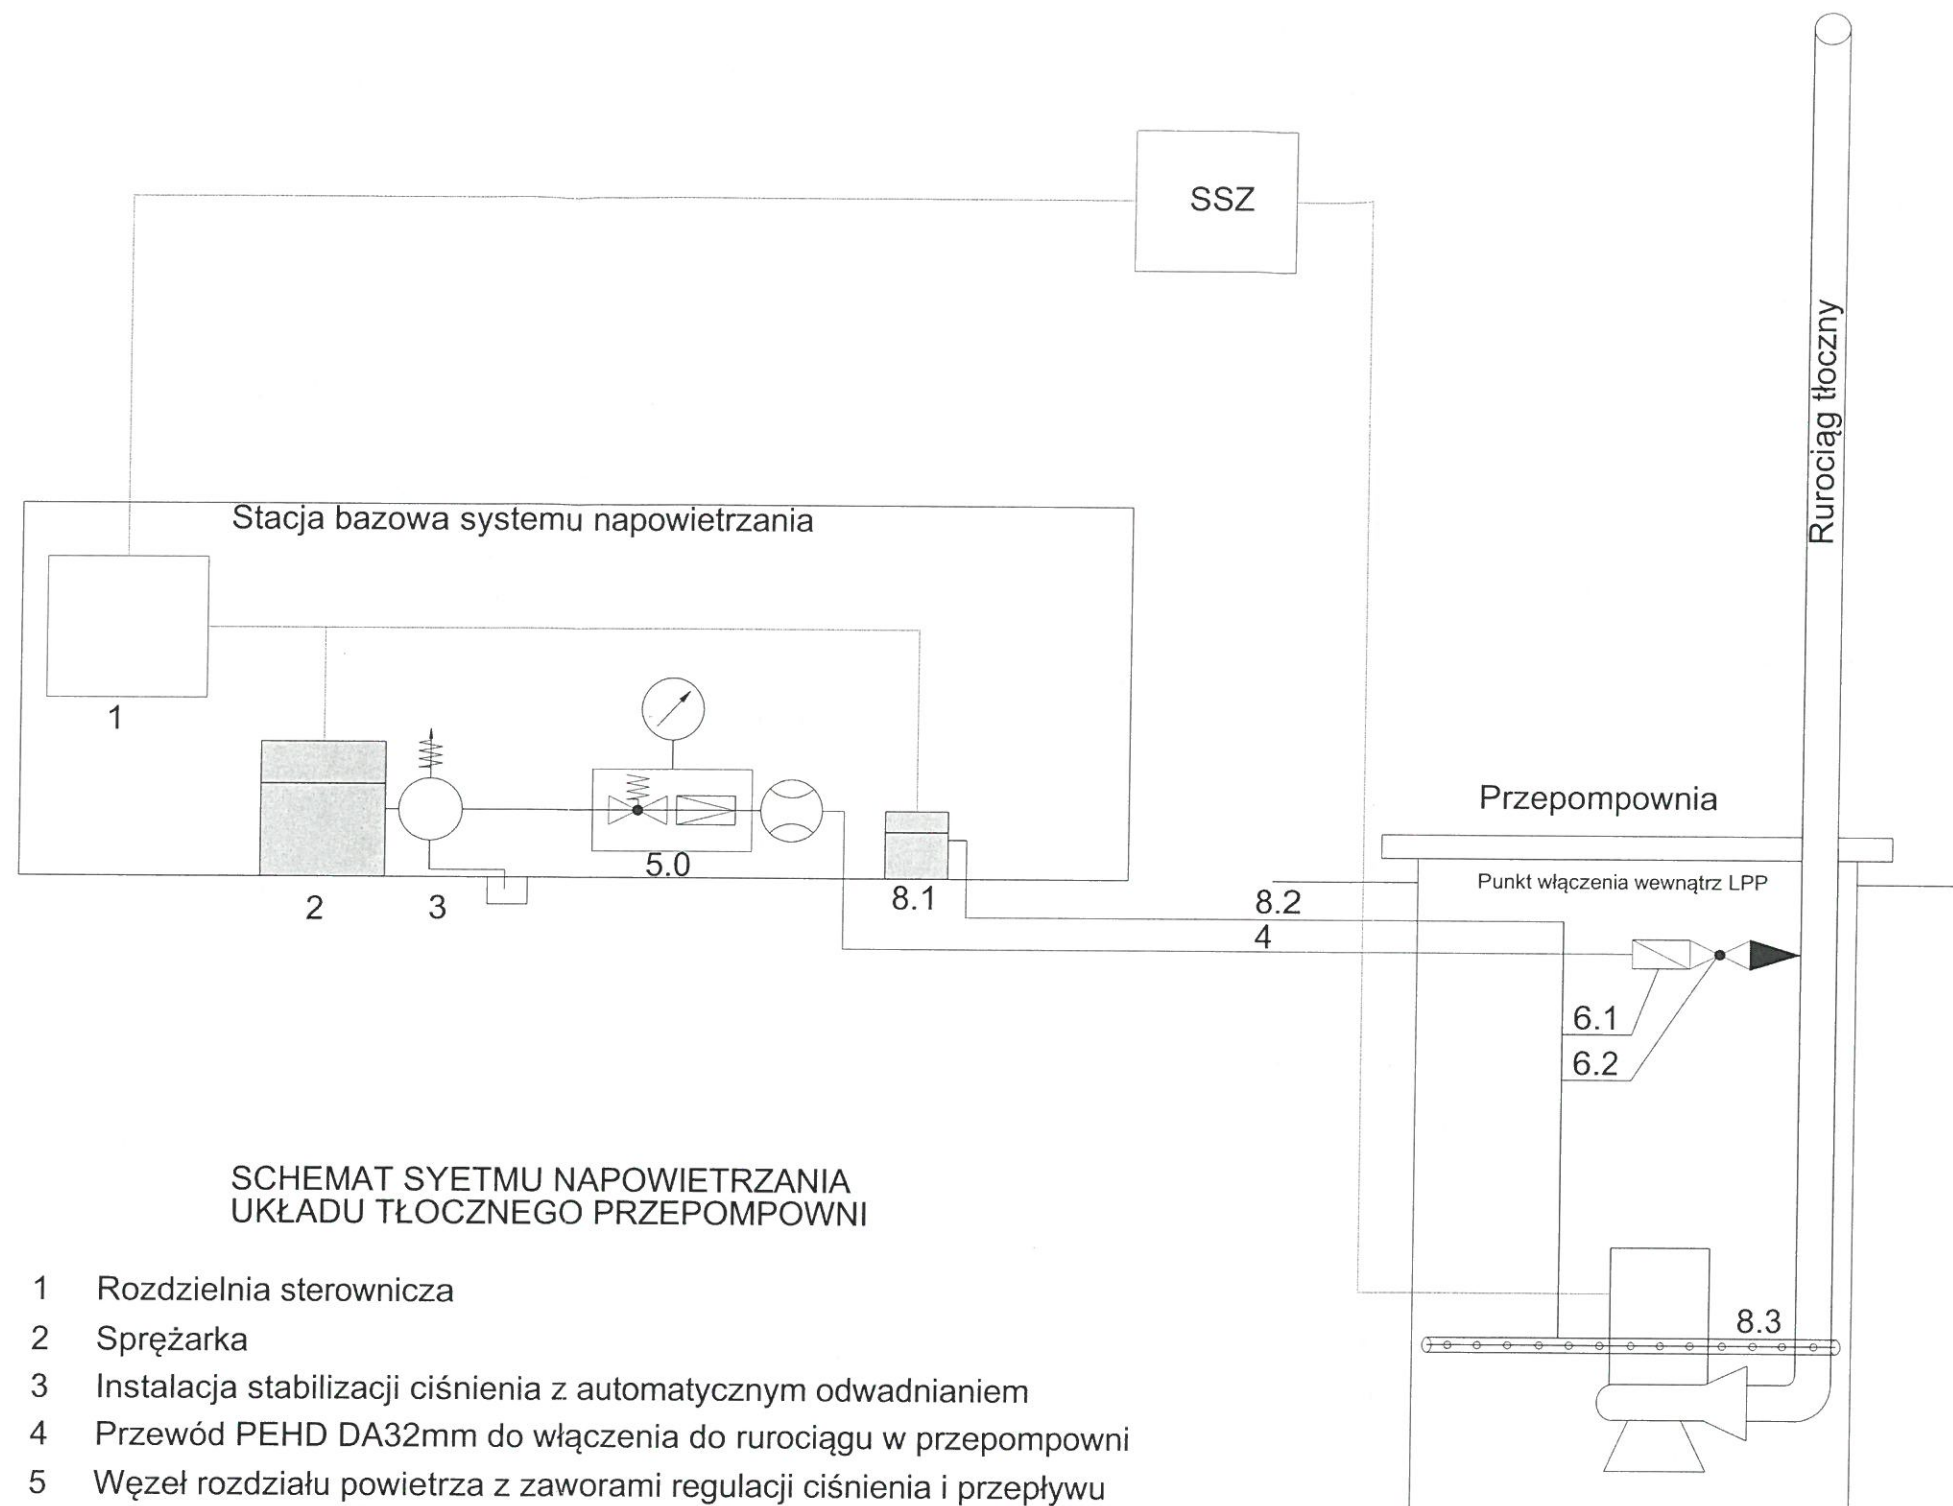 SSZ
Rurociąg tłoczny
Stacja bazowa systemu napowietrzania
1
2
3
5.0
8.1
Przepompownia
Punkt włączenia wewnątrz LPP
8.2
4
6.1
6.2
8.3
SCHEMAT SYETMU NAPOWIETRZANIA
UKŁADU TŁOCZNEGO PRZEPOMPOWNI
1 Rozdzielnia sterownicza
2 Sprężarka
3 Instalacja stabilizacji ciśnienia z automatycznym odwadnianiem
4 Przewód PEHD DA32mm do włączenia do rurociągu w przepompowni
5 Węzeł rozdziału powietrza z zaworami regulacji ciśnienia i przepływu